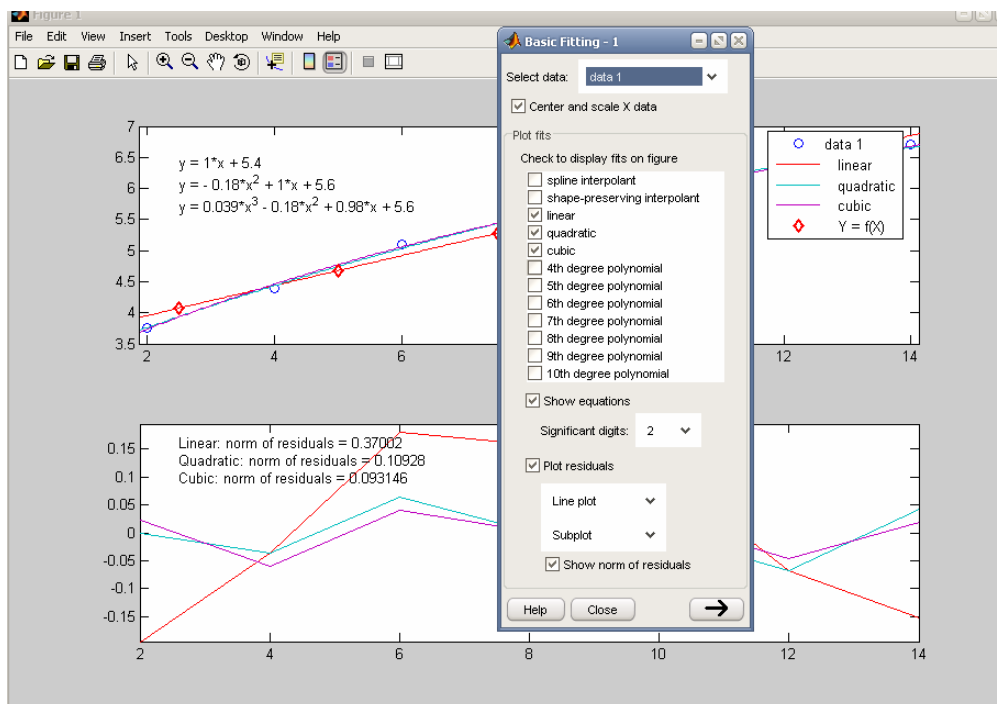 Figure 1
File Edit View Insert Tools Desktop Window Help
Basic Fitting - 1
Select data: data 1
Center and scale X data
Plot fits
Check to display fits on figure
spline interpolant
shape-preserving interpolant
linear
quadratic
cubic
4th degree polynomial
5th degree polynomial
6th degree polynomial
7th degree polynomial
8th degree polynomial
9th degree polynomial
10th degree polynomial
Show equations
Significant digits: 2
Plot residuals
Line plot
Subplot
Show norm of residuals
Help Close
7
6.5
6
5.5
5
4.5
4
3.5
2 4 6 12 14
y = 1*x + 5.4
y = - 0.18*x² + 1*x + 5.6
y = 0.039*x³ - 0.18*x² + 0.98*x + 5.6
data 1
linear
quadratic
cubic
Y = f(X)
0.15
0.1
0.05
0
-0.05
-0.1
-0.15
2 4 6 8 10 12 14
Linear: norm of residuals = 0.37002
Quadratic: norm of residuals = 0.10928
Cubic: norm of residuals = 0.093146